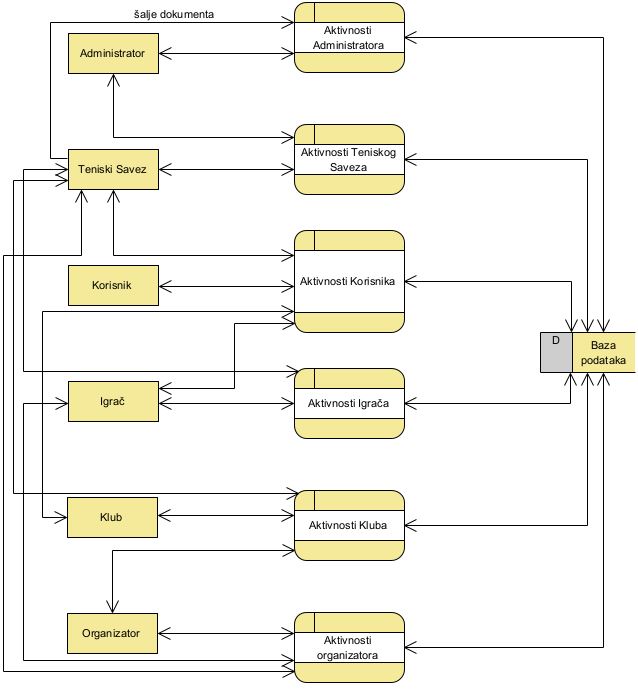 šalje dokumenta
Aktivnosti
Administratora
Administrator
Aktivnosti Teniskog
Saveza
Teniski Savez
Korisnik
Aktivnosti Korisnika
D
Baza
podataka
Igrač
Aktivnosti Igrača
Klub
Aktivnosti Kluba
Organizator
Aktivnosti
organizatora